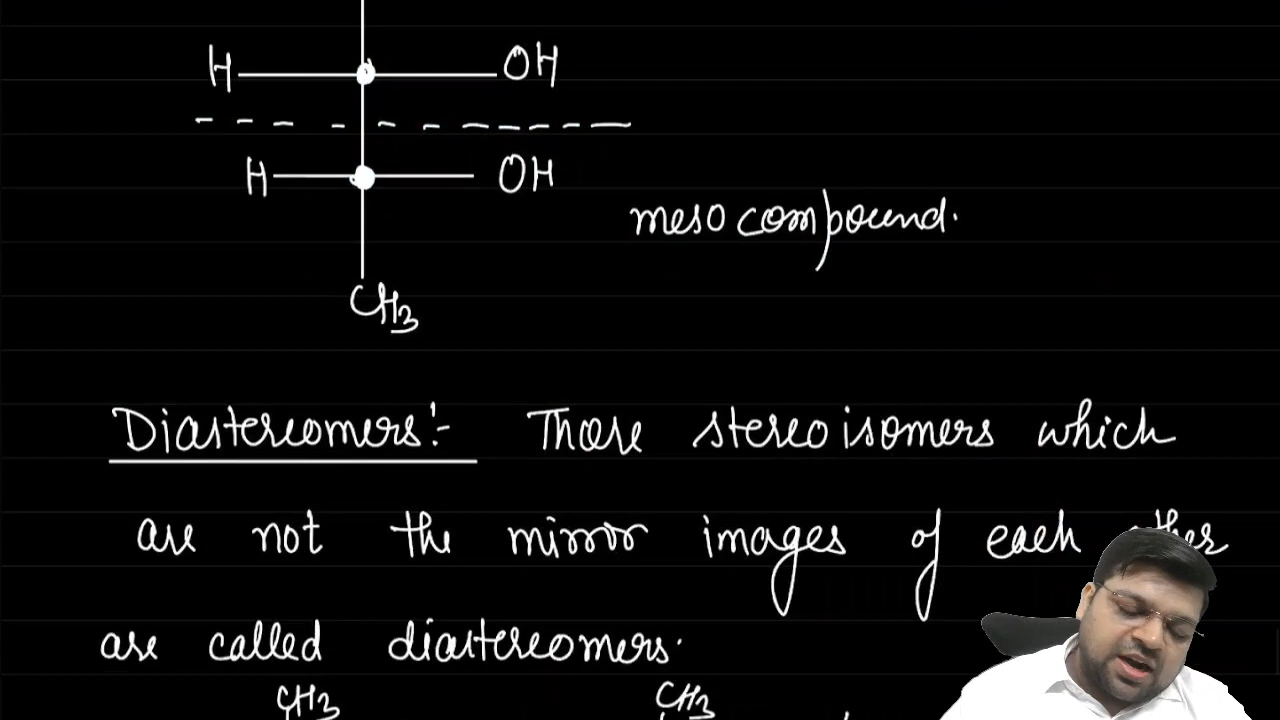 H OH
H OH
meso compound.
CH3
Diastereomers:- Those stereoisomers which
are not the mirror images of each other
are called diastereomers.
CH3 CH3